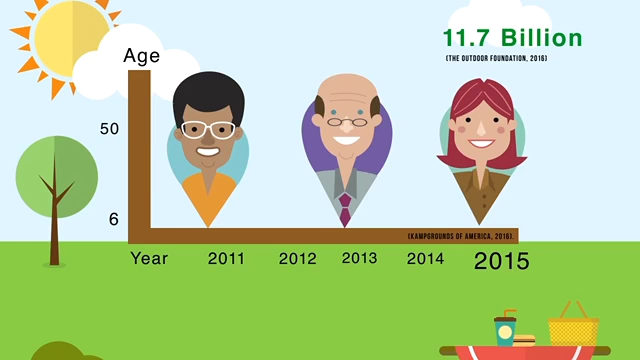 11.7 Billion
(THE OUTDOOR FOUNDATION, 2016)
Age
50
6
(KAMPGROUNDS OF AMERICA, 2016).
Year 2011 2012 2013 2014 2015